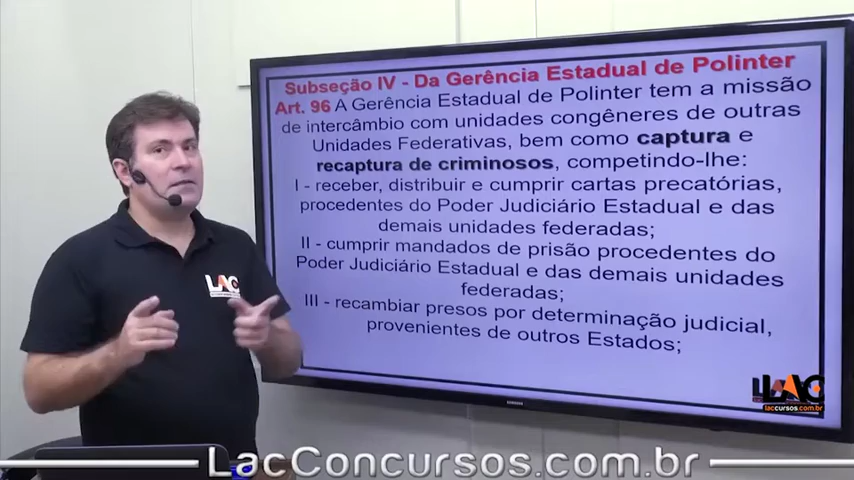 Subseção IV - Da Gerência Estadual de Polinter
Art. 96 A Gerência Estadual de Polinter tem a missão
de intercâmbio com unidades congêneres de outras
Unidades Federativas, bem como captura e
recaptura de criminosos, competindo-lhe:
I - receber, distribuir e cumprir cartas precatórias,
procedentes do Poder Judiciário Estadual e das
demais unidades federadas;
II - cumprir mandados de prisão procedentes do
Poder Judiciário Estadual e das demais unidades
federadas;
III - recambiar presos por determinação judicial,
provenientes de outros Estados;
LAC
LAC
laccursos.com.br
SAMSUNG
LacConcursos.com.br